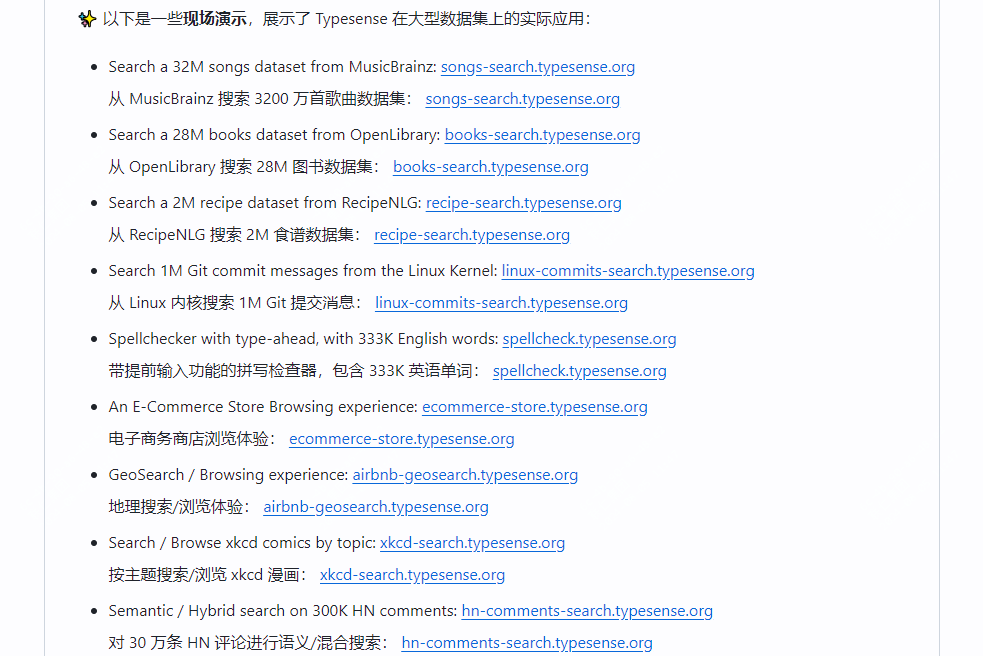 ✨ 以下是一些现场演示，展示了 Typesense 在大型数据集上的实际应用：
• Search a 32M songs dataset from MusicBrainz: songs-search.typesense.org
从 MusicBrainz 搜索 3200 万首歌曲数据集： songs-search.typesense.org
• Search a 28M books dataset from OpenLibrary: books-search.typesense.org
从 OpenLibrary 搜索 28M 图书数据集： books-search.typesense.org
• Search a 2M recipe dataset from RecipeNLG: recipe-search.typesense.org
从 RecipeNLG 搜索 2M 食谱数据集： recipe-search.typesense.org
• Search 1M Git commit messages from the Linux Kernel: linux-commits-search.typesense.org
从 Linux 内核搜索 1M Git 提交消息： linux-commits-search.typesense.org
• Spellchecker with type-ahead, with 333K English words: spellcheck.typesense.org
带提前输入功能的拼写检查器，包含 333K 英语单词： spellcheck.typesense.org
• An E-Commerce Store Browsing experience: ecommerce-store.typesense.org
电子商务商店浏览体验： ecommerce-store.typesense.org
• GeoSearch / Browsing experience: airbnb-geosearch.typesense.org
地理搜索/浏览体验： airbnb-geosearch.typesense.org
• Search / Browse xkcd comics by topic: xkcd-search.typesense.org
按主题搜索/浏览 xkcd 漫画： xkcd-search.typesense.org
• Semantic / Hybrid search on 300K HN comments: hn-comments-search.typesense.org
对 30 万条 HN 评论进行语义/混合搜索： hn-comments-search.typesense.org